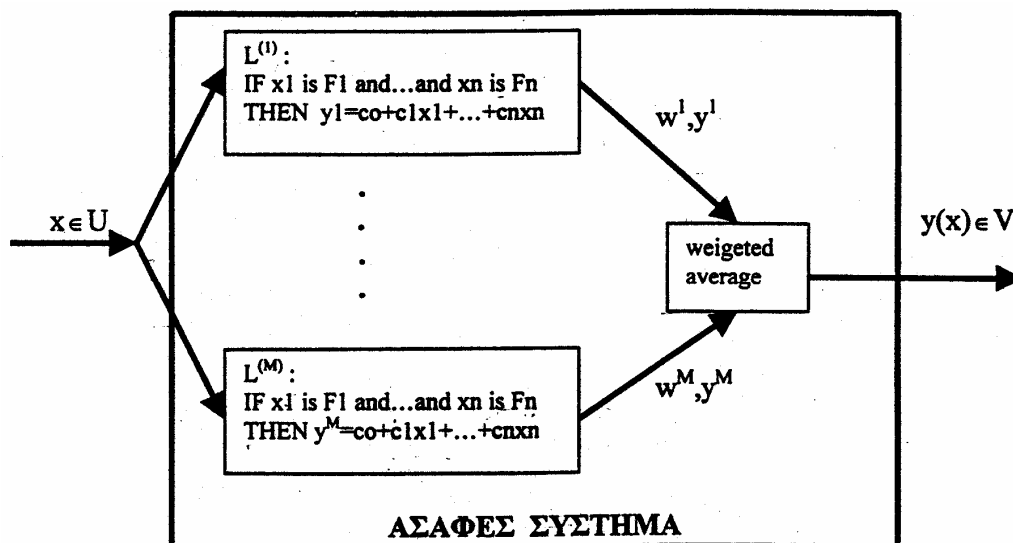 L(1) :
IF x1 is F1 and...and xn is Fn
THEN y1=co+c1x1+...+cnxn
w1,y1
x∈U
y(x)∈V
weigeted
average
L(M) :
IF x1 is F1 and...and xn is Fn
THEN yM=co+c1x1+...+cnxn
wM,yM
ΑΣΑΦΕΣ ΣΥΣΤΗΜΑ